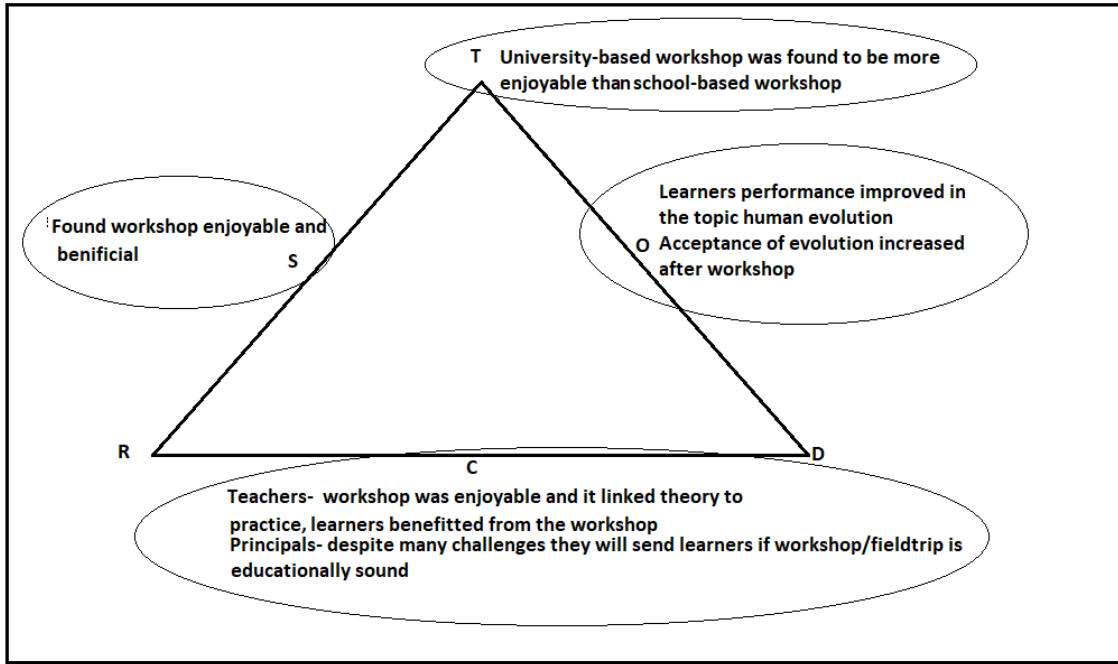 T University-based workshop was found to be more
enjoyable than school-based workshop
Learners performance improved in
the topic human evolution
O Acceptance of evolution increased
after workshop
Found workshop enjoyable and
benificial
S
R
C
D
Teachers- workshop was enjoyable and it linked theory to
practice, learners benefitted from the workshop
Principals- despite many challenges they will send learners if workshop/fieldtrip is
educationally sound